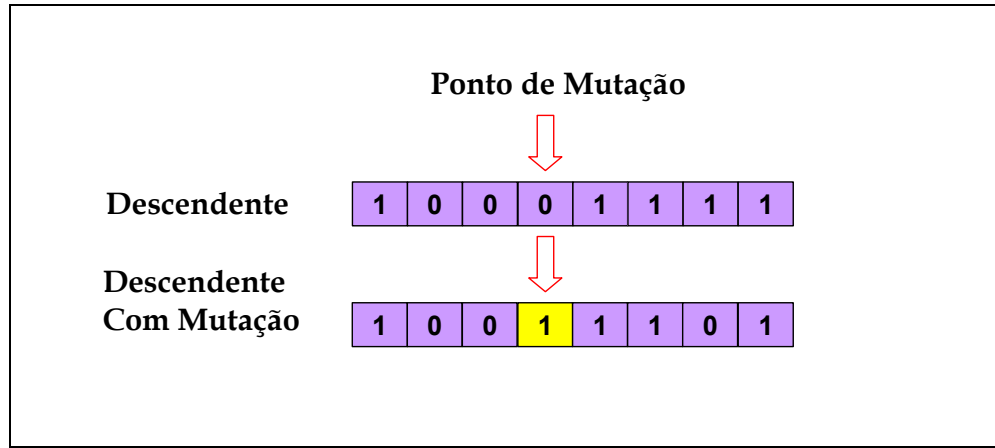 Ponto de Mutação
Descendente 1 0 0 0 1 1 1 1
Descendente
Com Mutação 1 0 0 1 1 1 0 1